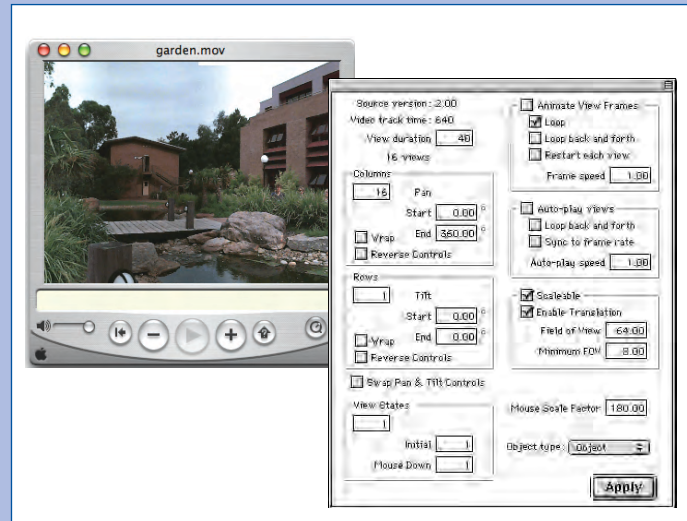 garden.mov
Source version: 2.00
Video track time: 640
View duration 40
16 views
Columns
16 Pan
Start 0.00 °
End 360.00 °
Wrap
Reverse Controls
Rows
1 Tilt
Start 0.00 °
End 0.00 °
Wrap
Reverse Controls
Swap Pan & Tilt Controls
View States
1
Initial 1
Mouse Down 1
Animate View Frames
Loop
Loop back and forth
Restart each view
Frame speed 1.00
Auto-play views
Loop back and forth
Sync to frame rate
Auto-play speed 1.00
Scaleable
Enable Translation
Field of View 64.00
Minimum FOV 8.00
Mouse Scale Factor 180.00
Object type: Object
Apply